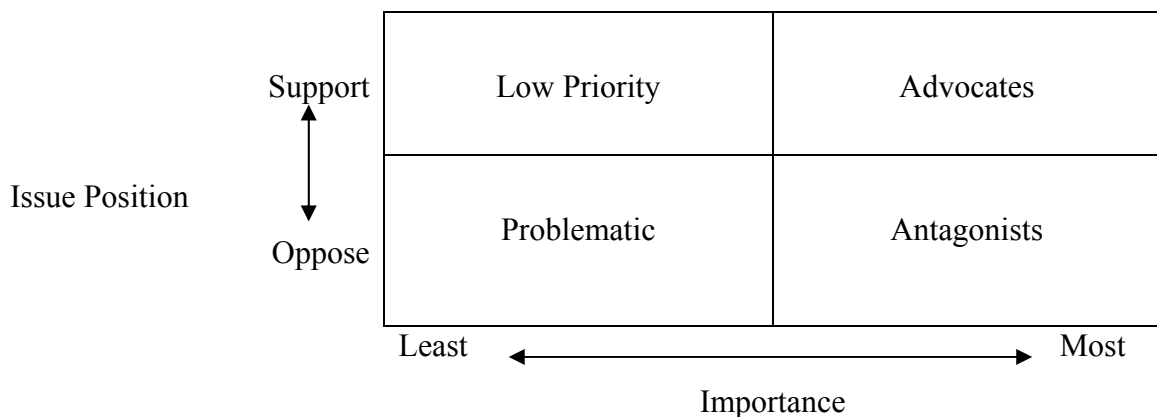 Support
Low Priority
Advocates
Issue Position
Oppose
Problematic
Antagonists
Least
Most
Importance